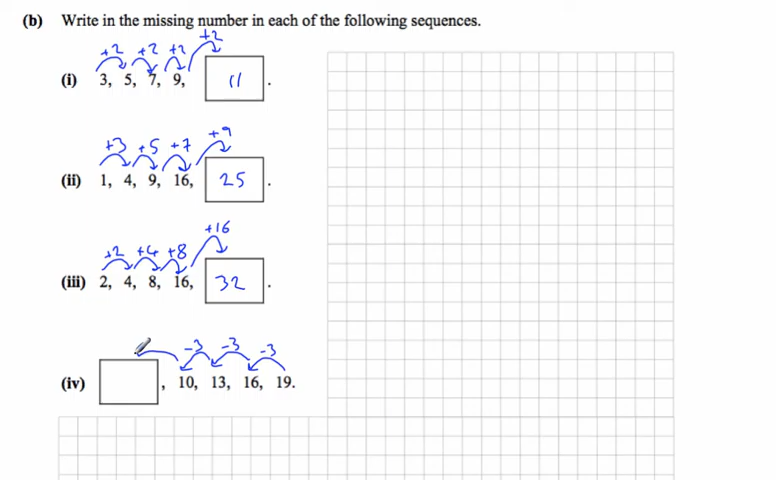 (b) Write in the missing number in each of the following sequences.
+2 +2 +2 +2
(i) 3, 5, 7, 9, 11 .
+3 +5 +7 +9
(ii) 1, 4, 9, 16, 25 .
+2 +4 +8 +16
(iii) 2, 4, 8, 16, 32 .
-3 -3 -3
(iv) , 10, 13, 16, 19.